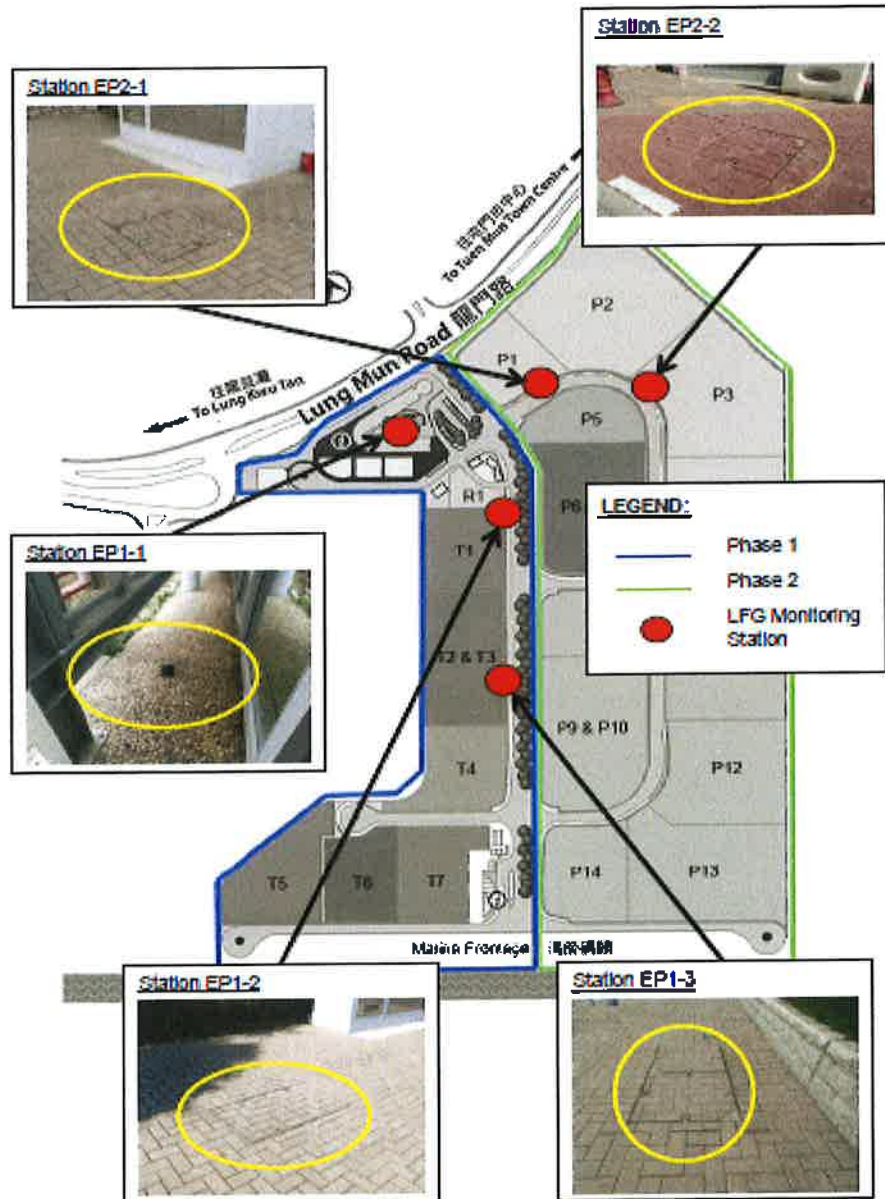 Station EP2-2
Station EP2-1
往屯門市中心
To Tuen Mun Town Centre
Lung Mun Road 龍門路
往龍鼓灘
To Lung Kwu Tan
P2
P1
P3
P5
P6
R1
T1
T2 & T3
T4
T5
T6
T7
P9 & P10
P12
P13
P14
LEGEND:
Phase 1
Phase 2
LFG Monitoring
Station
Station EP1-1
Marine Frontage
Station EP1-2
Station EP1-3